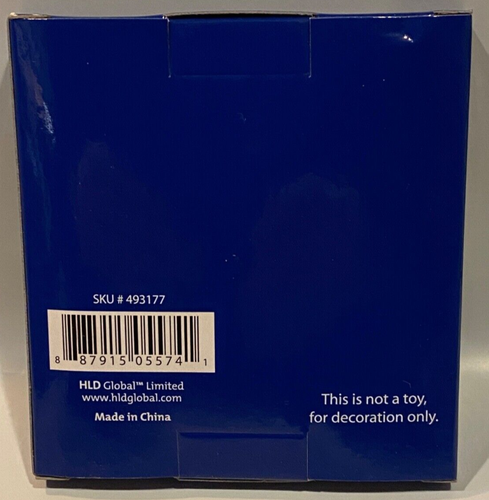 SKU # 493177
8 87915 05574 1
HLD Global™ Limited
www.hldglobal.com
Made in China
This is not a toy,
for decoration only.